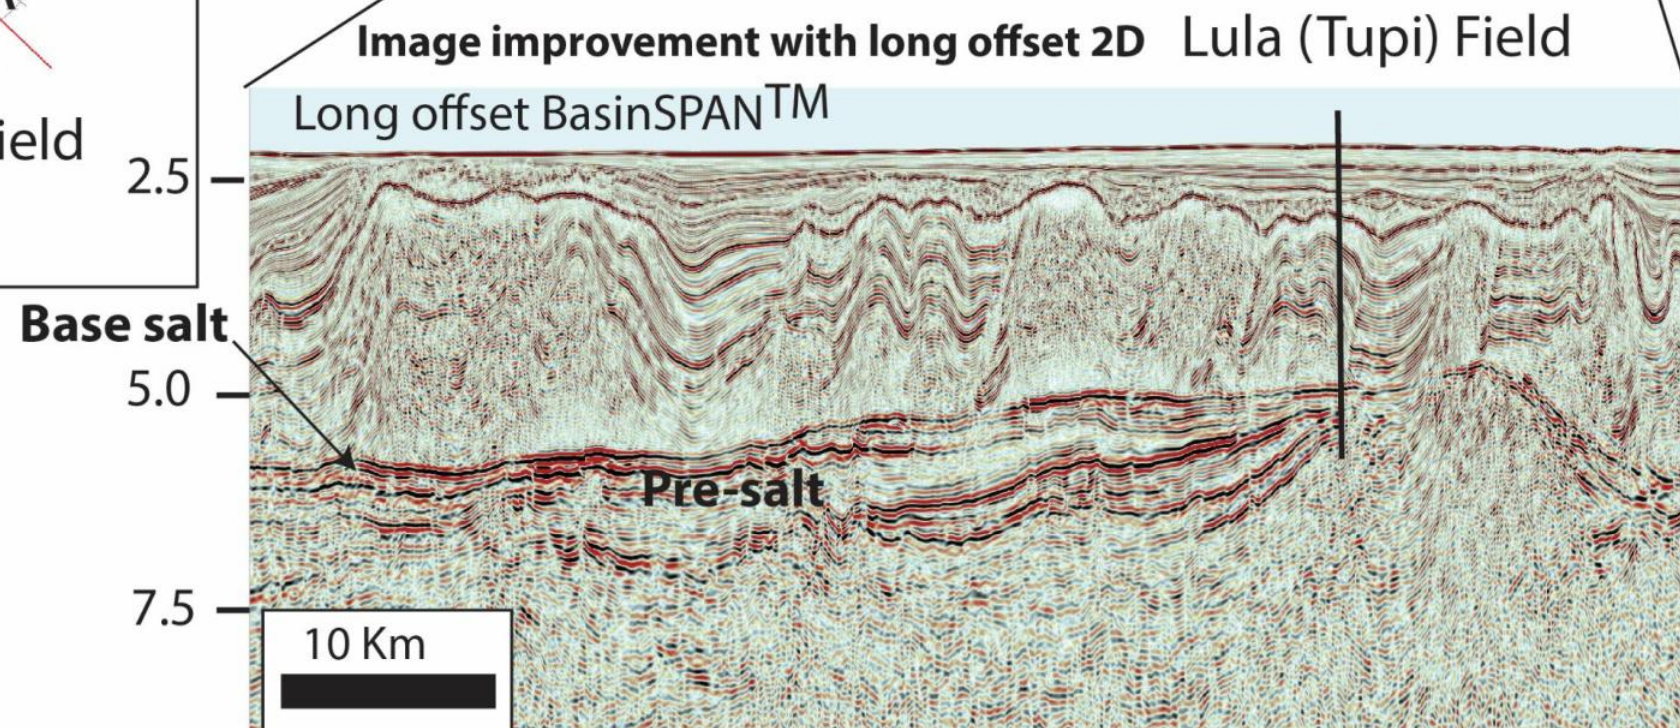 Image improvement with long offset 2D Lula (Tupi) Field
Long offset BasinSPAN™
ield
2.5
Base salt
5.0
Pre-salt
7.5
10 Km